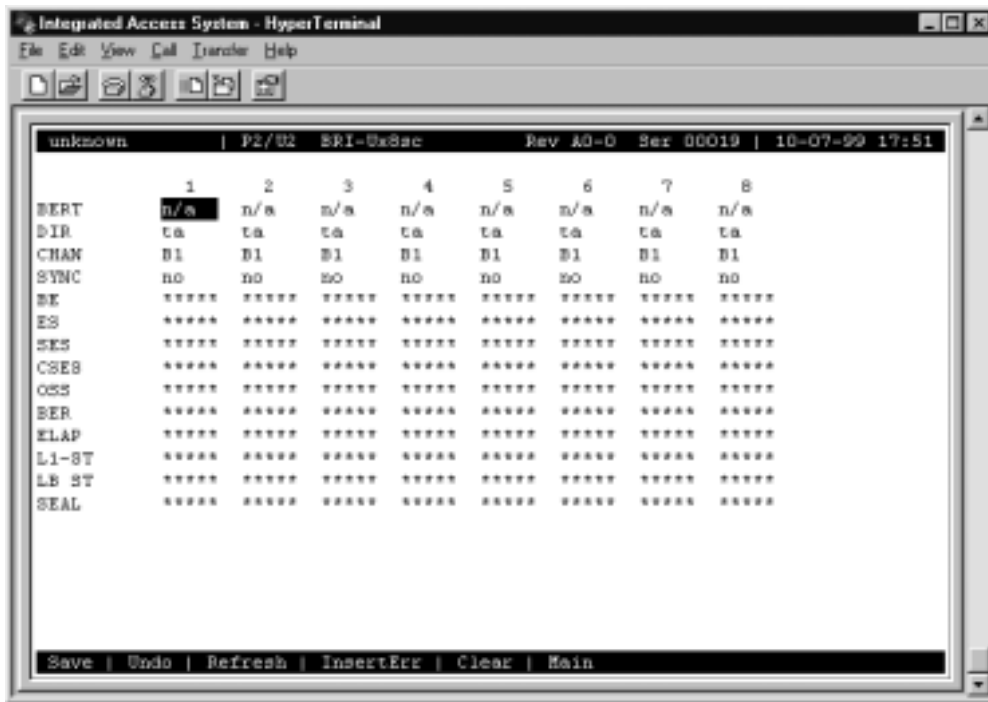 Integrated Access System - HyperTerminal
File Edit View Call Transfer Help
unknown | P2/U2 BRI-Ux8sc Rev A0-0 Ser 00019 | 10-07-99 17:51
1 2 3 4 5 6 7 8
BERT n/a n/a n/a n/a n/a n/a n/a n/a
DIR ta ta ta ta ta ta ta ta
CHAN B1 B1 B1 B1 B1 B1 B1 B1
SYNC no no no no no no no no
BE ***** ***** ***** ***** ***** ***** ***** *****
ES ***** ***** ***** ***** ***** ***** ***** *****
SES ***** ***** ***** ***** ***** ***** ***** *****
CSES ***** ***** ***** ***** ***** ***** ***** *****
OSS ***** ***** ***** ***** ***** ***** ***** *****
BER ***** ***** ***** ***** ***** ***** ***** *****
ELAP ***** ***** ***** ***** ***** ***** ***** *****
L1-ST ***** ***** ***** ***** ***** ***** ***** *****
LB ST ***** ***** ***** ***** ***** ***** ***** *****
SEAL ***** ***** ***** ***** ***** ***** ***** *****
Save | Undo | Refresh | InsertErr | Clear | Main